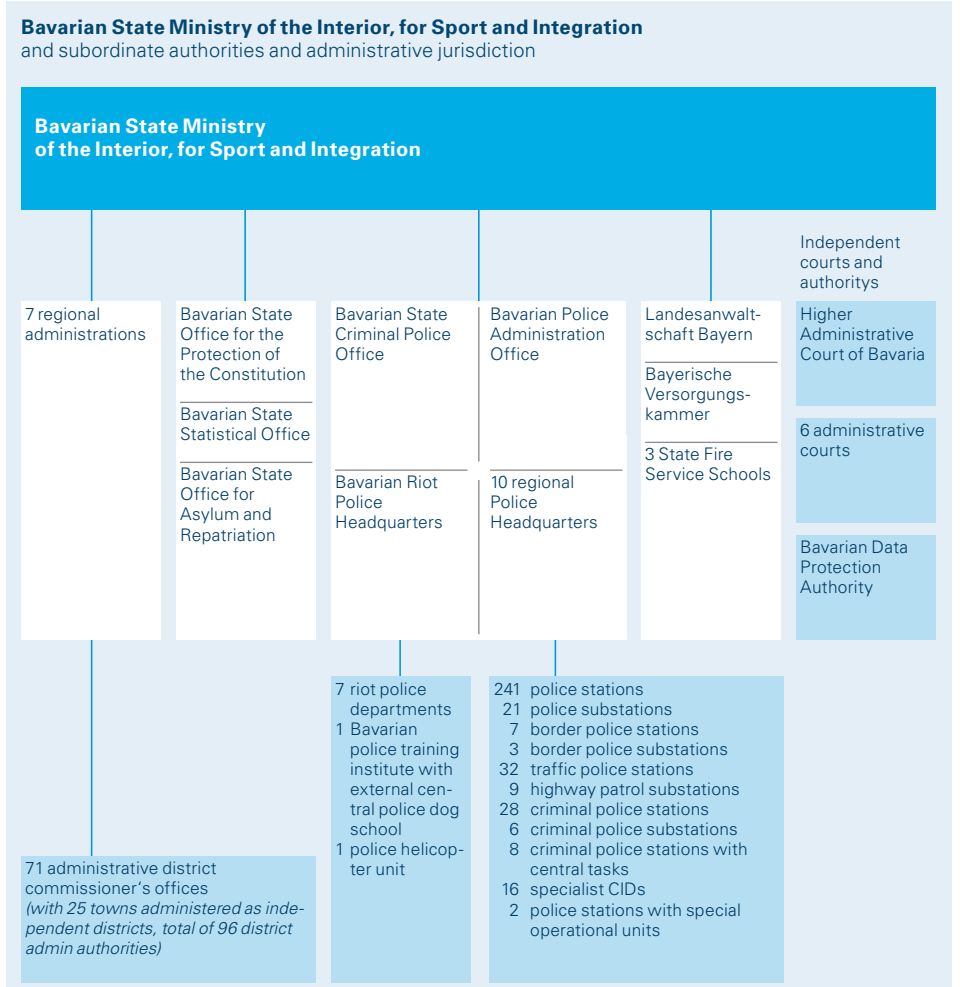 Bavarian State Ministry of the Interior, for Sport and Integration
and subordinate authorities and administrative jurisdiction
Bavarian State Ministry
of the Interior, for Sport and Integration
Independent
courts and
authoritys
7 regional
administrations
Bavarian State
Office for the
Protection of
the Constitution
Bavarian State
Statistical Office
Bavarian State
Office for
Asylum and
Repatriation
Bavarian State
Criminal Police
Office
Bavarian Police
Administration
Office
Bavarian Riot
Police
Headquarters
10 regional
Police
Headquarters
Landesanwalt-
schaft Bayern
Bayerische
Versorgungs-
kammer
3 State Fire
Service Schools
Higher
Administrative
Court of Bavaria
6 administrative
courts
Bavarian Data
Protection
Authority
71 administrative district
commissioner's offices
(with 25 towns administered as inde-
pendent districts, total of 96 district
admin authorities)
7 riot police
departments
1 Bavarian
police training
institute with
external cen-
tral police dog
school
1 police helicop-
ter unit
241 police stations
21 police substations
7 border police stations
3 border police substations
32 traffic police stations
9 highway patrol substations
28 criminal police stations
6 criminal police substations
8 criminal police stations with
central tasks
16 specialist CIDs
2 police stations with special
operational units